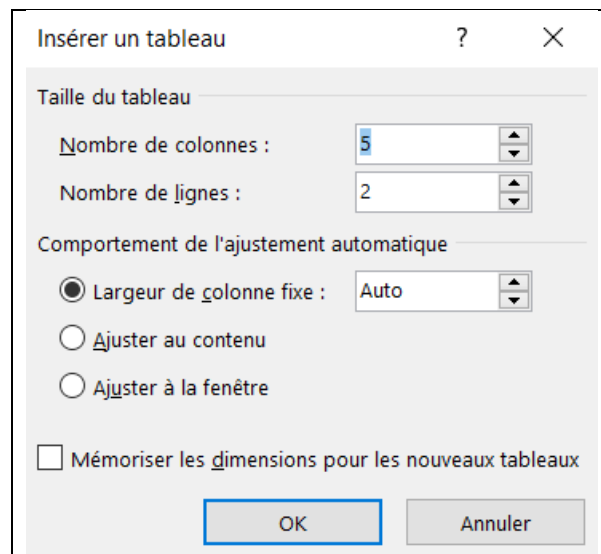 Insérer un tableau ?
Taille du tableau
Nombre de colonnes : 5
Nombre de lignes : 2
Comportement de l'ajustement automatique
Largeur de colonne fixe : Auto
Ajuster au contenu
Ajuster à la fenêtre
Mémoriser les dimensions pour les nouveaux tableaux
OK Annuler